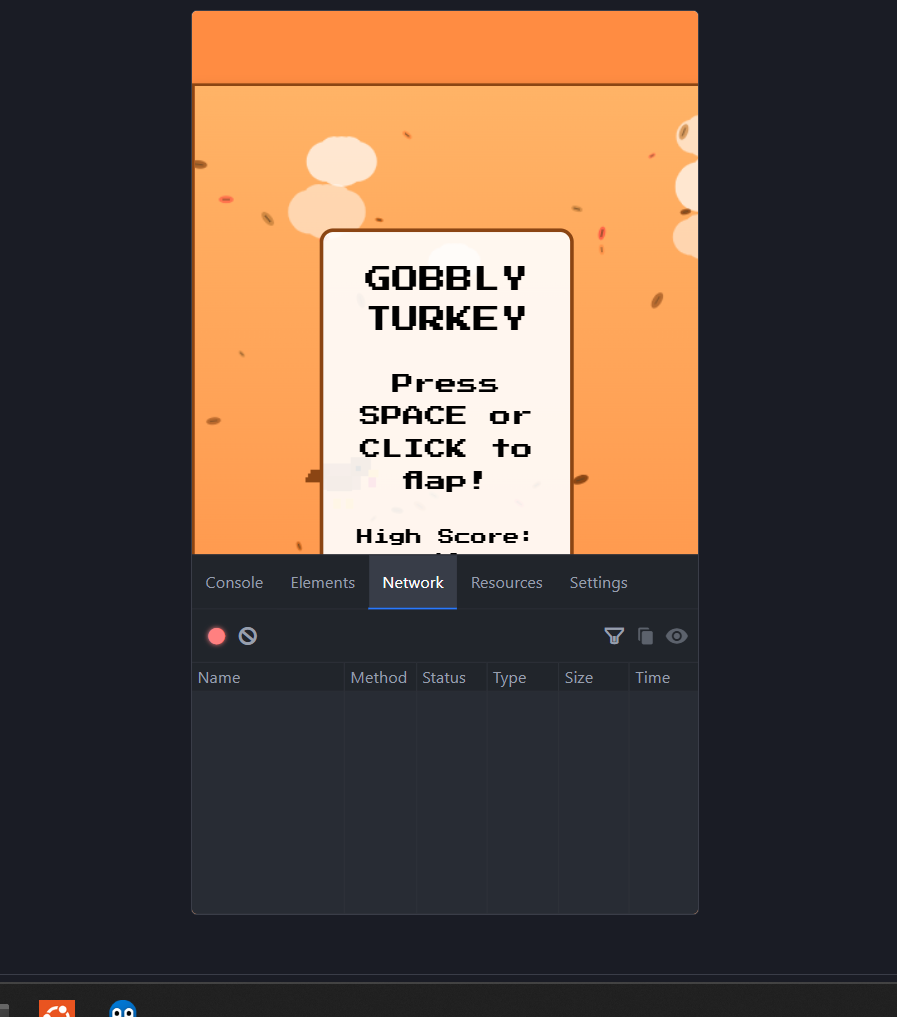 GOBBLY
TURKEY
Press
SPACE or
CLICK to
flap!
High Score:
Console Elements Network Resources Settings
Name Method Status Type Size Time